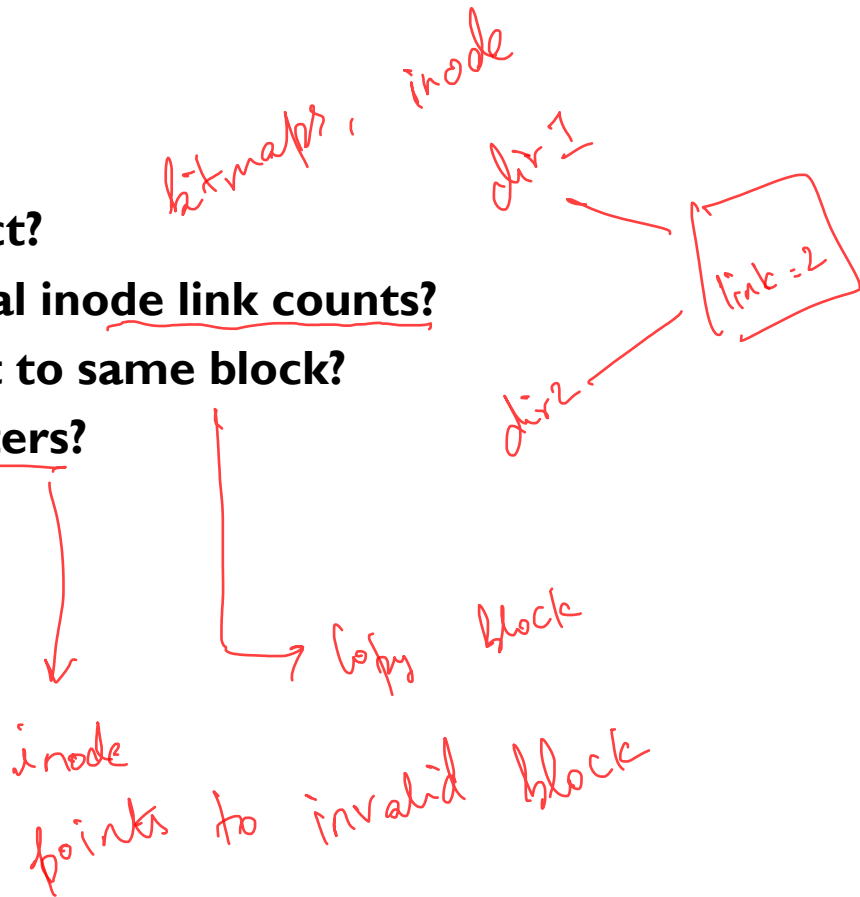 bitmaps, inode
dir 1
ct?
link = 2
al inode link counts?
t to same block?
dir2
ters?
Copy block
inode
points to invalid block